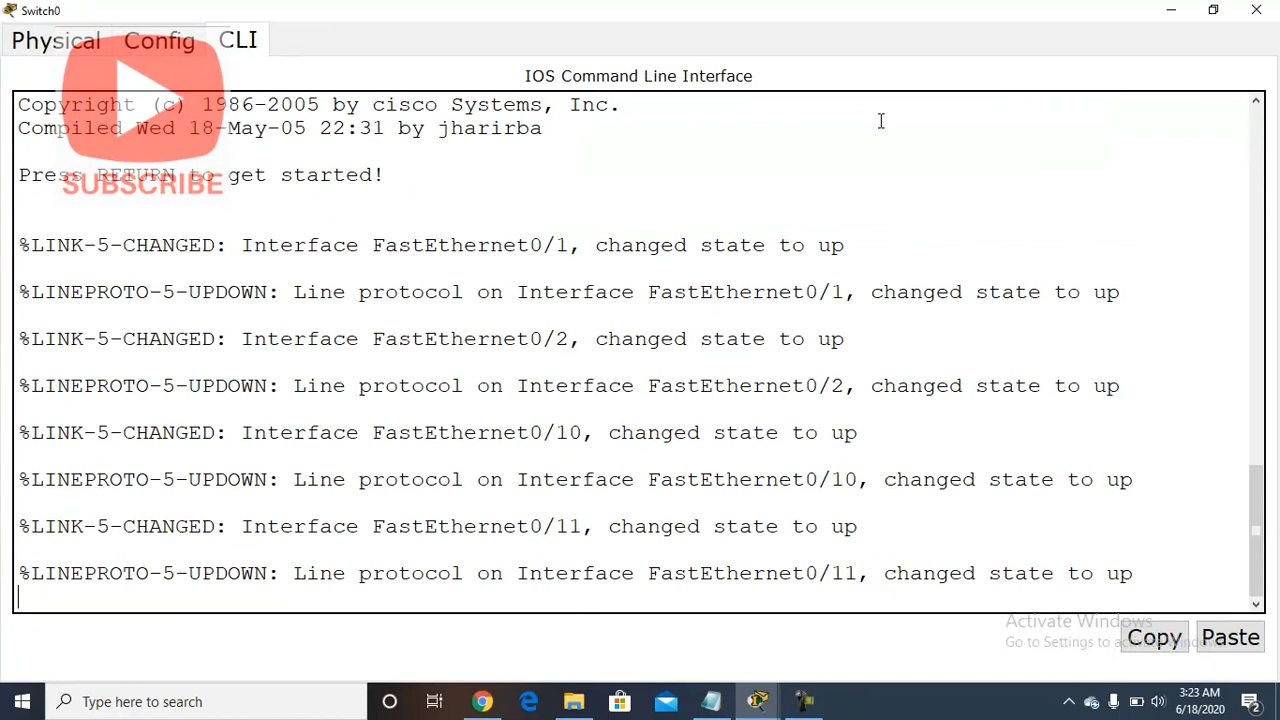 Switch0
Physical Config CLI
IOS Command Line Interface
Copyright (c) 1986-2005 by cisco Systems, Inc.
Compiled Wed 18-May-05 22:31 by jharirba
Press RETURN to get started!
SUBSCRIBE
%LINK-5-CHANGED: Interface FastEthernet0/1, changed state to up
%LINEPROTO-5-UPDOWN: Line protocol on Interface FastEthernet0/1, changed state to up
%LINK-5-CHANGED: Interface FastEthernet0/2, changed state to up
%LINEPROTO-5-UPDOWN: Line protocol on Interface FastEthernet0/2, changed state to up
%LINK-5-CHANGED: Interface FastEthernet0/10, changed state to up
%LINEPROTO-5-UPDOWN: Line protocol on Interface FastEthernet0/10, changed state to up
%LINK-5-CHANGED: Interface FastEthernet0/11, changed state to up
%LINEPROTO-5-UPDOWN: Line protocol on Interface FastEthernet0/11, changed state to up
Activate Windows
Go to Settings to activate
Copy Paste
Type here to search
3:23 AM
6/18/2020
2